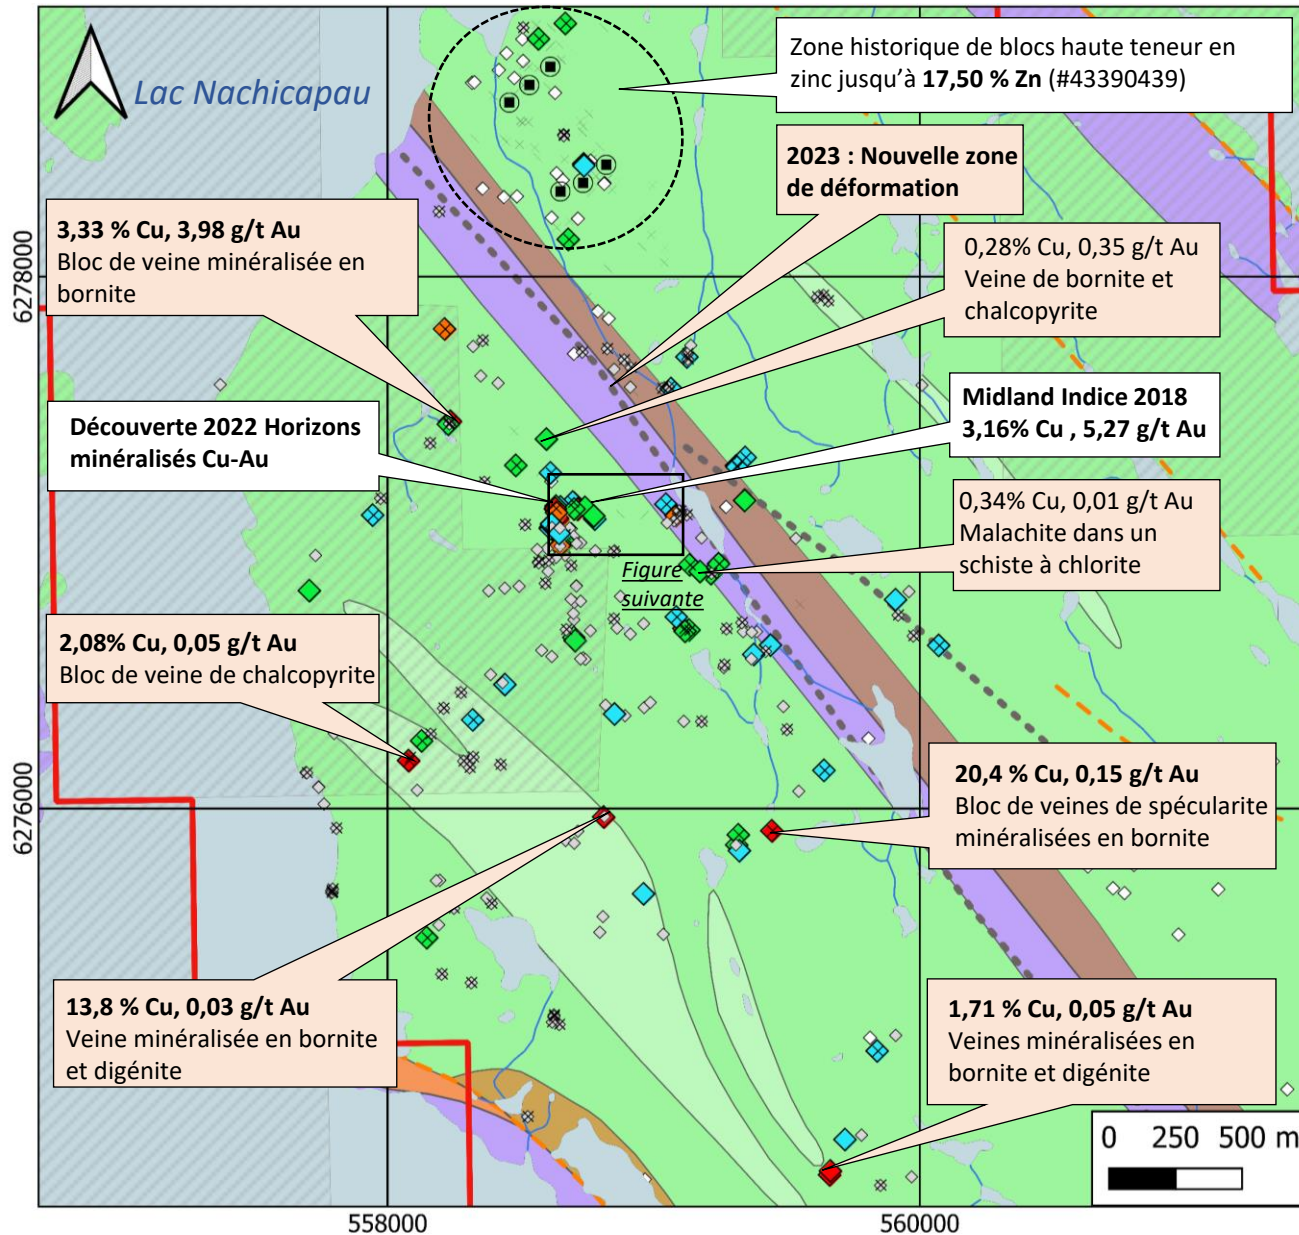 Lac Nachicapau
Zone historique de blocs haute teneur en
zinc jusqu'à 17,50 % Zn (#43390439)
2023 : Nouvelle zone
de déformation
3,33 % Cu, 3,98 g/t Au
Bloc de veine minéralisée en
bornite
0,28% Cu, 0,35 g/t Au
Veine de bornite et
chalcopyrite
6278000
Découverte 2022 Horizons
minéralisés Cu-Au
Midland Indice 2018
3,16% Cu , 5,27 g/t Au
0,34% Cu, 0,01 g/t Au
Malachite dans un
schiste à chlorite
Figure
suivante
2,08% Cu, 0,05 g/t Au
Bloc de veine de chalcopyrite
6276000
20,4 % Cu, 0,15 g/t Au
Bloc de veines de spécularite
minéralisées en bornite
13,8 % Cu, 0,03 g/t Au
Veine minéralisée en bornite
et digénite
1,71 % Cu, 0,05 g/t Au
Veines minéralisées en
bornite et digénite
0 250 500 m
558000
560000